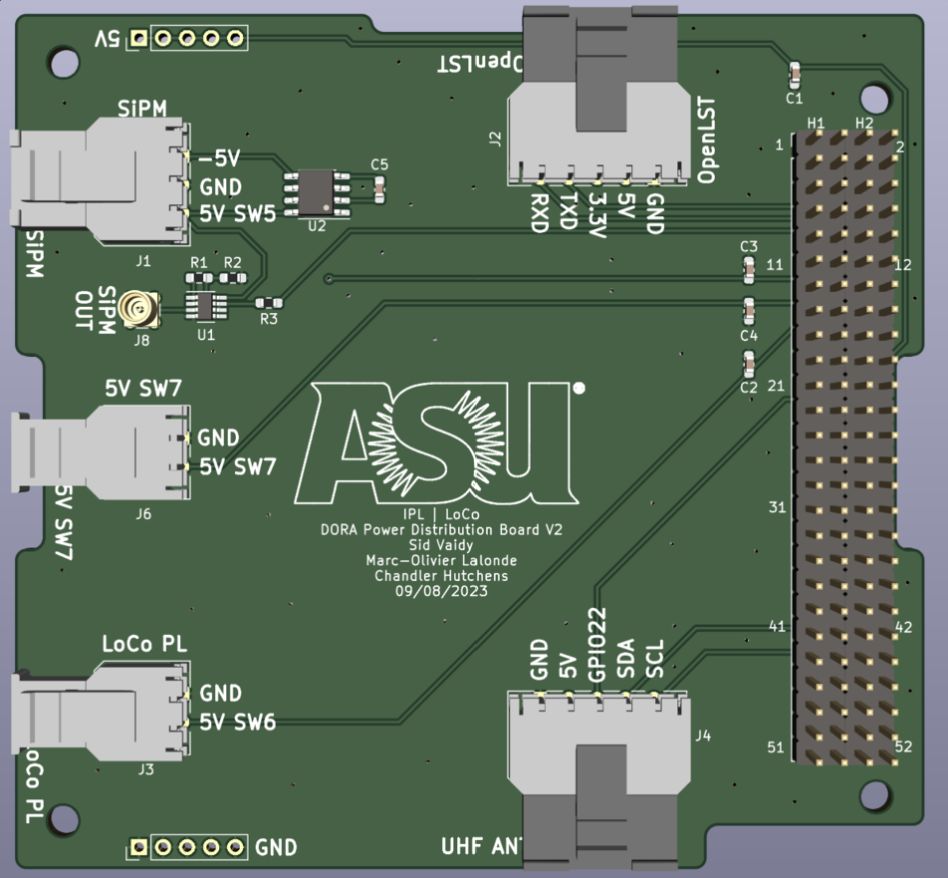 5V
OpenLST
SiPM
C1
H1 H2
1
2
J2
OpenLST
-5V
GND
5V SW5
C5
U2
RXD
TXD
3.3V
5V
GND
SiPM
J1
R1 R2
C3
11
12
SiPM
OUT
J8
U1
R3
C4
C2
21
5V SW7
GND
5V SW7
J6
5V SW7
ASU
31
IPL | LoCo
DORA Power Distribution Board V2
Sid Vaidy
Marc-Olivier Lalonde
Chandler Hutchens
09/08/2023
41
42
LoCo PL
GND
5V SW6
J3
LoCo PL
GND
5V
GPIO22
SDA
SCL
J4
51
52
GND
UHF ANT